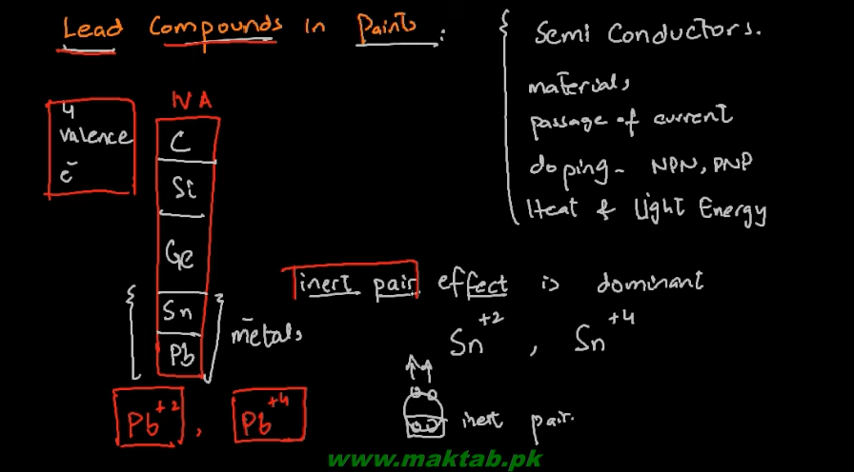 Lead Compounds in Paints :
Semi Conductors.
materials
passage of current
doping - NPN, PNP
Heat & Light Energy
IV A
4
valence
e⁻
C
Si
Ge
Sn
Pb
metals
inert pair effect is dominant
Sn⁺², Sn⁺⁴
inert pair.
Pb⁺², Pb⁺⁴
www.maktab.pk